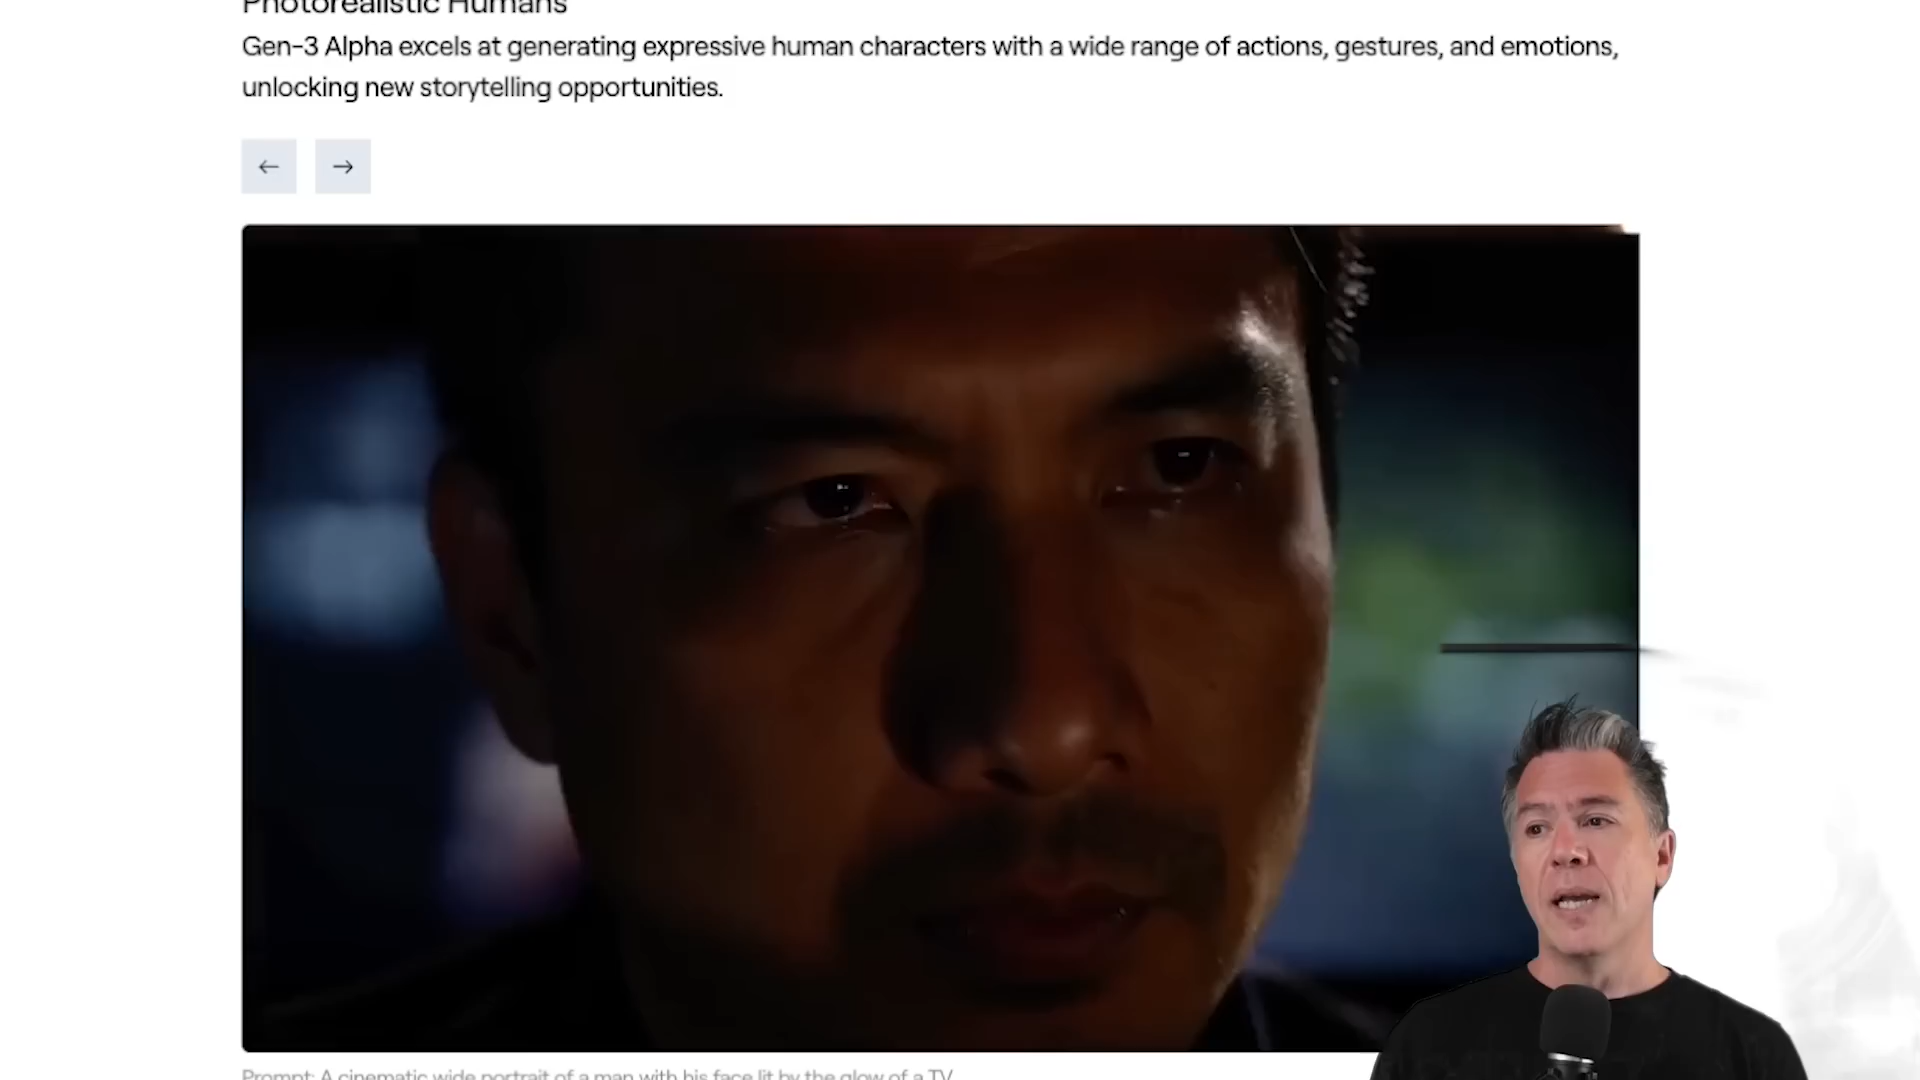 Photorealistic Humans
Gen-3 Alpha excels at generating expressive human characters with a wide range of actions, gestures, and emotions,
unlocking new storytelling opportunities.
Prompt: A cinematic wide portrait of a man with his face lit by the glow of a TV.